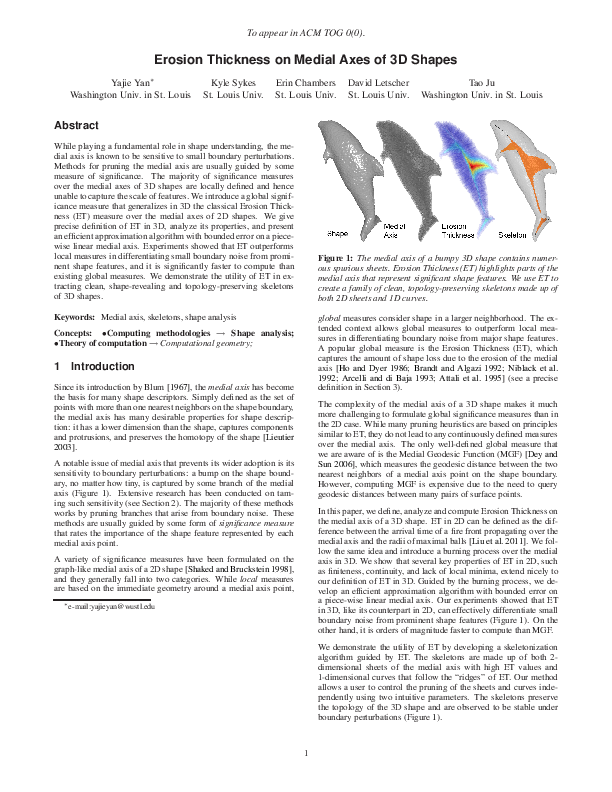 To appear in ACM TOG 0(0).
Erosion Thickness on Medial Axes of 3D Shapes
Yajie Yan* Kyle Sykes Erin Chambers David Letscher Tao Ju
Washington Univ. in St. Louis St. Louis Univ. St. Louis Univ. St. Louis Univ. Washington Univ. in St. Louis
Abstract
While playing a fundamental role in shape understanding, the me-
dial axis is known to be sensitive to small boundary perturbations.
Methods for pruning the medial axis are usually guided by some
measure of significance. The majority of significance measures
over the medial axes of 3D shapes are locally defined and hence
unable to capture the scale of features. We introduce a global signif-
icance measure that generalizes in 3D the classical Erosion Thick-
ness (ET) measure over the medial axes of 2D shapes. We give
precise definition of ET in 3D, analyze its properties, and present
an efficient approximation algorithm with bounded error on a piece-
wise linear medial axis. Experiments showed that ET outperforms
local measures in differentiating small boundary noise from promi-
nent shape features, and it is significantly faster to compute than
existing global measures. We demonstrate the utility of ET in ex-
tracting clean, shape-revealing and topology-preserving skeletons
of 3D shapes.
Keywords: Medial axis, skeletons, shape analysis
Concepts: •Computing methodologies → Shape analysis;
•Theory of computation → Computational geometry;
1 Introduction
Since its introduction by Blum [1967], the medial axis has become
the basis for many shape descriptors. Simply defined as the set of
points with more than one nearest neighbors on the shape boundary,
the medial axis has many desirable properties for shape descrip-
tion: it has a lower dimension than the shape, captures components
and protrusions, and preserves the homotopy of the shape [Lieutier
2003].
A notable issue of medial axis that prevents its wider adoption is its
sensitivity to boundary perturbations: a bump on the shape bound-
ary, no matter how tiny, is captured by some branch of the medial
axis (Figure 1). Extensive research has been conducted on tam-
ing such sensitivity (see Section 2). The majority of these methods
works by pruning branches that arise from boundary noise. These
methods are usually guided by some form of significance measure
that rates the importance of the shape feature represented by each
medial axis point.
A variety of significance measures have been formulated on the
graph-like medial axis of a 2D shape [Shaked and Bruckstein 1998],
and they generally fall into two categories. While local measures
are based on the immediate geometry around a medial axis point,
*e-mail:yajieyan@wustl.edu
Shape
Medial
Axis
Erosion
Thickness
Skeleton
Figure 1: The medial axis of a bumpy 3D shape contains numer-
ous spurious sheets. Erosion Thickness (ET) highlights parts of the
medial axis that represent significant shape features. We use ET to
create a family of clean, topology-preserving skeletons made up of
both 2D sheets and 1D curves.
global measures consider shape in a larger neighborhood. The ex-
tended context allows global measures to outperform local mea-
sures in differentiating boundary noise from major shape features.
A popular global measure is the Erosion Thickness (ET), which
captures the amount of shape loss due to the erosion of the medial
axis [Ho and Dyer 1986; Brandt and Algazi 1992; Niblack et al.
1992; Arcelli and di Baja 1993; Attali et al. 1995] (see a precise
definition in Section 3).
The complexity of the medial axis of a 3D shape makes it much
more challenging to formulate global significance measures than in
the 2D case. While many pruning heuristics are based on principles
similar to ET, they do not lead to any continuously defined measures
over the medial axis. The only well-defined global measure that
we are aware of is the Medial Geodesic Function (MGF) [Dey and
Sun 2006], which measures the geodesic distance between the two
nearest neighbors of a medial axis point on the shape boundary.
However, computing MGF is expensive due to the need to query
geodesic distances between many pairs of surface points.
In this paper, we define, analyze and compute Erosion Thickness on
the medial axis of a 3D shape. ET in 2D can be defined as the dif-
ference between the arrival time of a fire front propagating over the
medial axis and the radii of maximal balls [Liu et al. 2011]. We fol-
low the same idea and introduce a burning process over the medial
axis in 3D. We show that several key properties of ET in 2D, such
as finiteness, continuity, and lack of local minima, extend nicely to
our definition of ET in 3D. Guided by the burning process, we de-
velop an efficient approximation algorithm with bounded error on
a piece-wise linear medial axis. Our experiments showed that ET
in 3D, like its counterpart in 2D, can effectively differentiate small
boundary noise from prominent shape features (Figure 1). On the
other hand, it is orders of magnitude faster to compute than MGF.
We demonstrate the utility of ET by developing a skeletonization
algorithm guided by ET. The skeletons are made up of both 2-
dimensional sheets of the medial axis with high ET values and
1-dimensional curves that follow the “ridges” of ET. Our method
allows a user to control the pruning of the sheets and curves inde-
pendently using two intuitive parameters. The skeletons preserve
the topology of the 3D shape and are observed to be stable under
boundary perturbations (Figure 1).
1